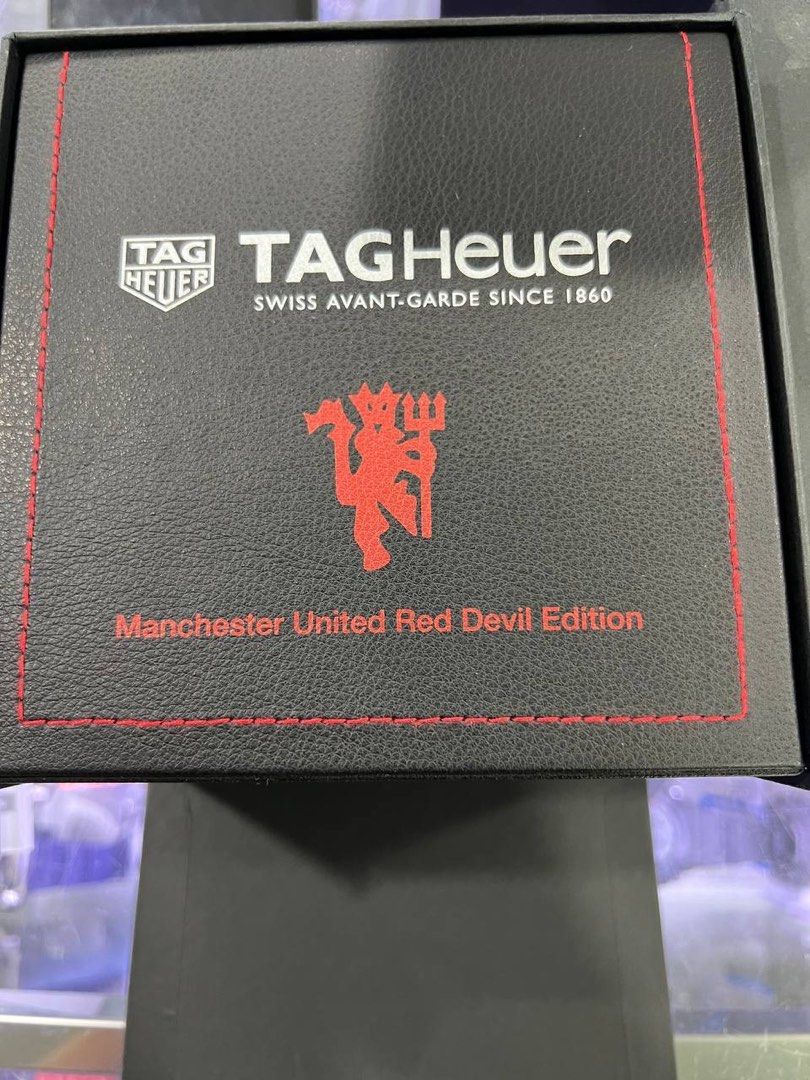 TAG
HEUER
TAGHeuer
SWISS AVANT-GARDE SINCE 1860
Manchester United Red Devil Edition